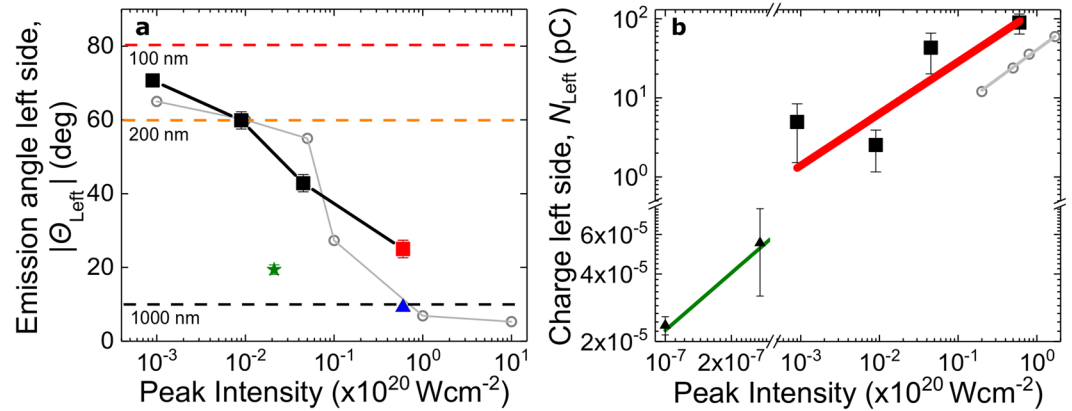 a
Emission angle left side,
|Θ_Left| (deg)
80
60
40
20
0
100 nm
200 nm
1000 nm
10⁻³
10⁻²
10⁻¹
10⁰
10¹
Peak Intensity (x10²⁰ Wcm⁻²)
b
Charge left side, N_Left (pC)
10²
10¹
10⁰
6x10⁻⁵
4x10⁻⁵
2x10⁻⁵
10⁻⁷
2x10⁻⁷
10⁻³
10⁻²
10⁻¹
10⁰
Peak Intensity (x10²⁰ Wcm⁻²)